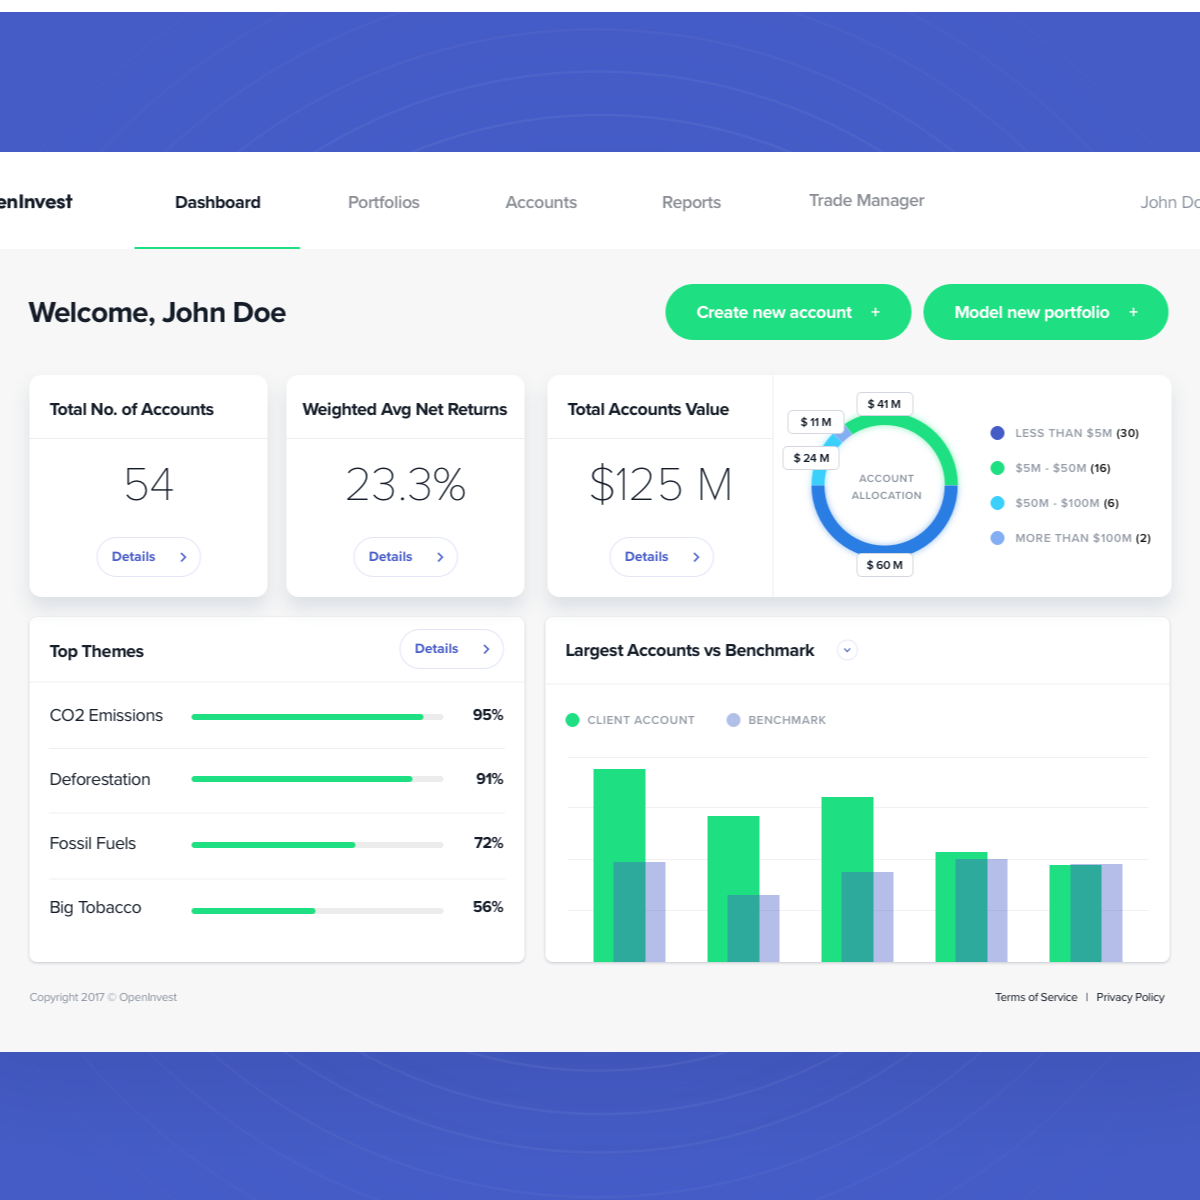 enInvest
Dashboard
Portfolios
Accounts
Reports
Trade Manager
John Do
Welcome, John Doe
Create new account +
Model new portfolio +
Total No. of Accounts
54
Details
Weighted Avg Net Returns
23.3%
Details
Total Accounts Value
$125 M
Details
$ 41 M
$ 11 M
$ 24 M
$ 60 M
ACCOUNT
ALLOCATION
LESS THAN $5M (30)
$5M - $50M (16)
$50M - $100M (6)
MORE THAN $100M (2)
Top Themes
Details
CO2 Emissions 95%
Deforestation 91%
Fossil Fuels 72%
Big Tobacco 56%
Largest Accounts vs Benchmark
CLIENT ACCOUNT
BENCHMARK
Copyright 2017 © OpenInvest
Terms of Service | Privacy Policy